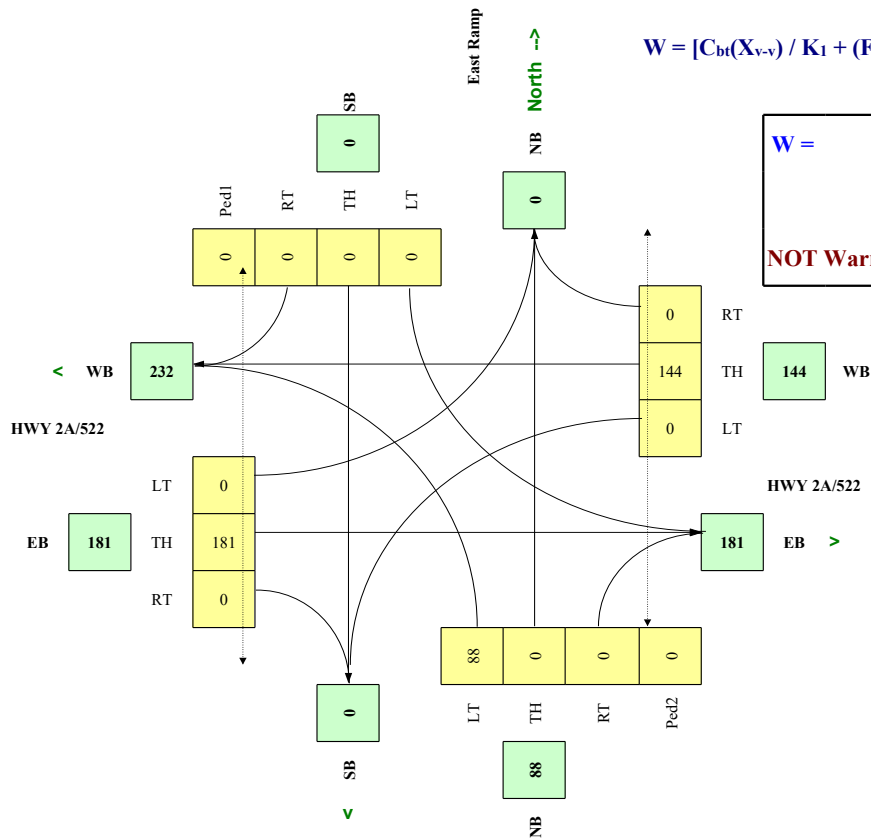 East Ramp
North -->
W = [Cbt(Xv-v) / K1 + (F
SB
0
NB
0
W =
NOT War
Ped1
RT
TH
LT
0
0
0
0
0
RT
< WB
232
144
TH
144
WB
0
LT
HWY 2A/522
LT
0
HWY 2A/522
EB
181
TH
181
181
EB >
RT
0
88
0
0
0
LT
TH
RT
Ped2
0
SB
v
88
NB